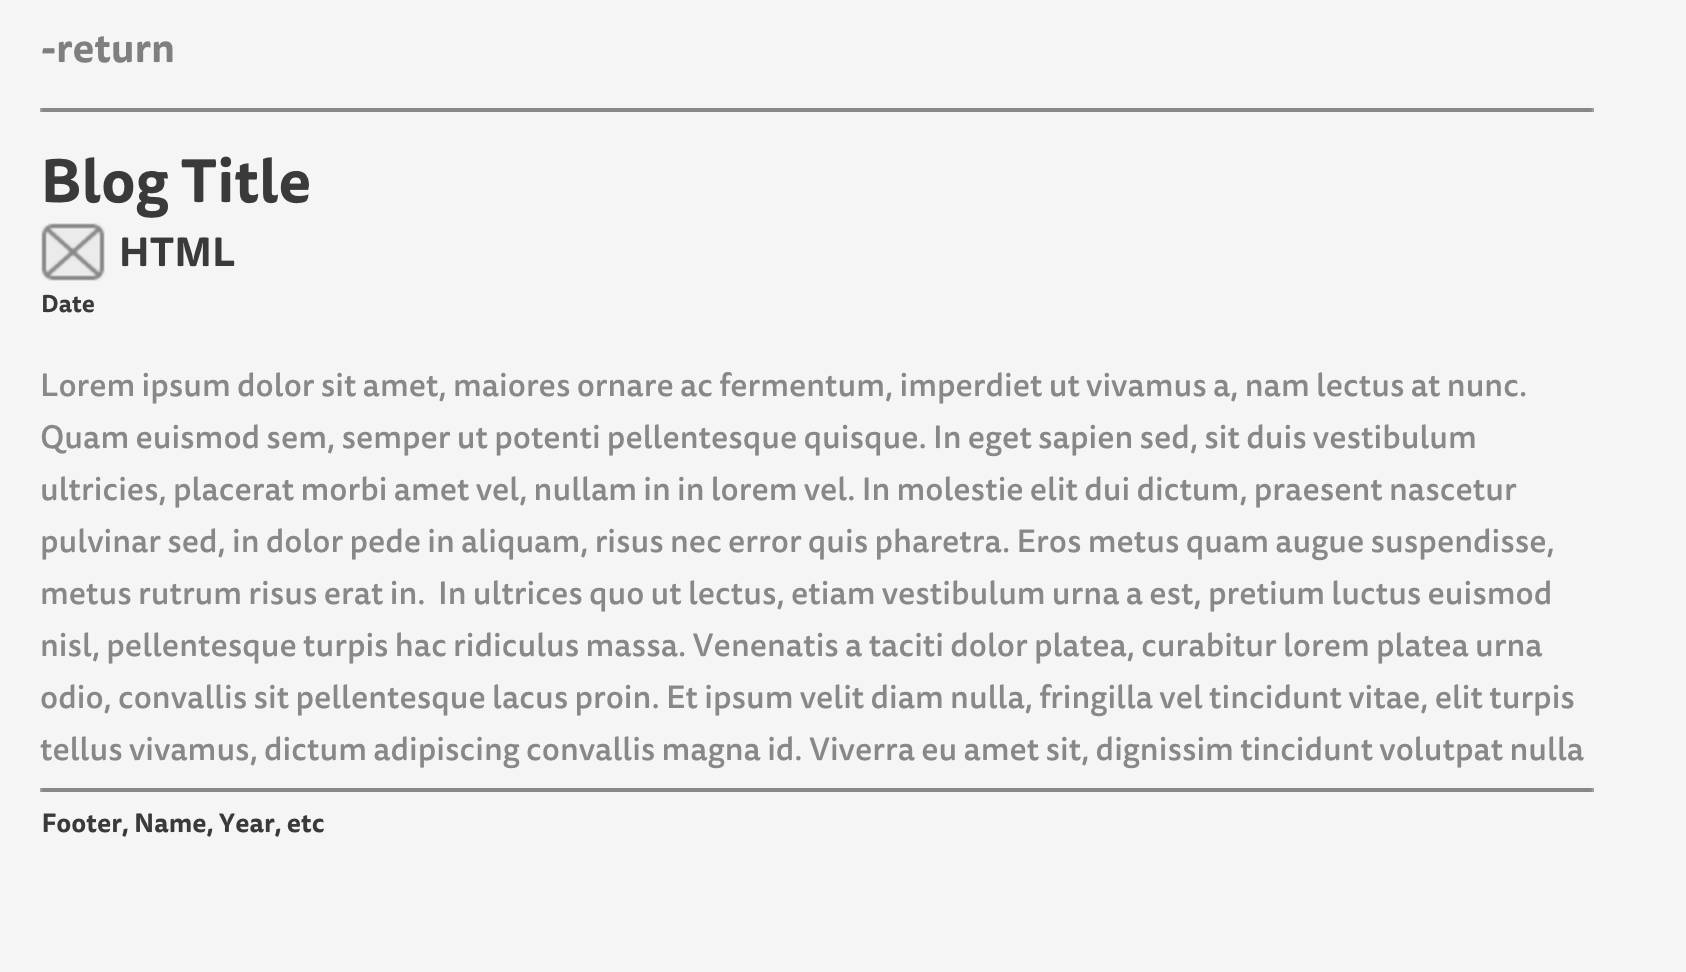 -return
Blog Title
HTML
Date
Lorem ipsum dolor sit amet, maiores ornare ac fermentum, imperdiet ut vivamus a, nam lectus at nunc.
Quam euismod sem, semper ut potenti pellentesque quisque. In eget sapien sed, sit duis vestibulum
ultricies, placerat morbi amet vel, nullam in in lorem vel. In molestie elit dui dictum, praesent nascetur
pulvinar sed, in dolor pede in aliquam, risus nec error quis pharetra. Eros metus quam augue suspendisse,
metus rutrum risus erat in.  In ultrices quo ut lectus, etiam vestibulum urna a est, pretium luctus euismod
nisl, pellentesque turpis hac ridiculus massa. Venenatis a taciti dolor platea, curabitur lorem platea urna
odio, convallis sit pellentesque lacus proin. Et ipsum velit diam nulla, fringilla vel tincidunt vitae, elit turpis
tellus vivamus, dictum adipiscing convallis magna id. Viverra eu amet sit, dignissim tincidunt volutpat nulla
Footer, Name, Year, etc